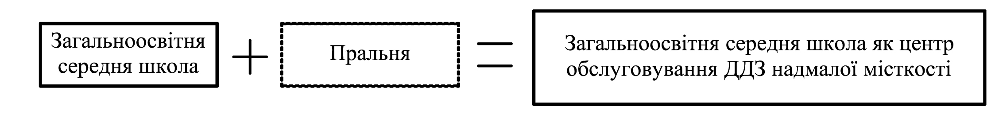 Загальноосвітня
середня школа
+
Пральня
=
Загальноосвітня середня школа як центр
обслуговування ДДЗ надмалої місткості